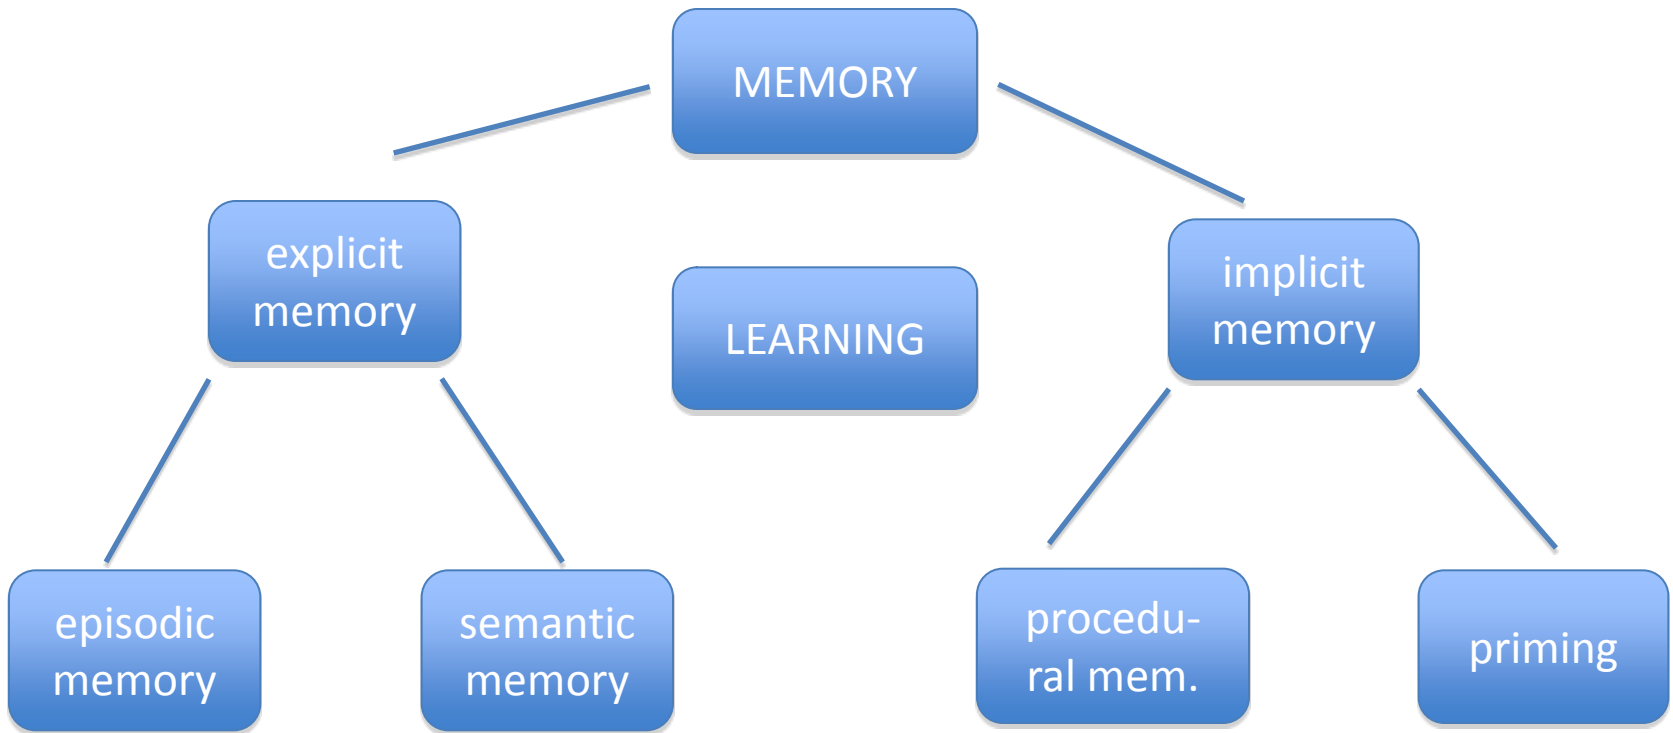 MEMORY
explicit
memory
LEARNING
implicit
memory
episodic
memory
semantic
memory
procedu-
ral mem.
priming